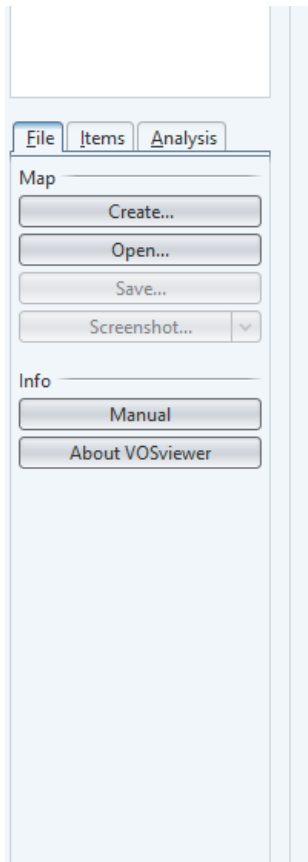 File Items Analysis
Map
Create...
Open...
Save...
Screenshot...
Info
Manual
About VOSviewer